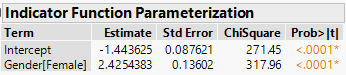 Indicator Function Parameterization
Term Estimate Std Error ChiSquare Prob>|t|
Intercept -1.443625 0.087621 271.45 <.0001*
Gender[Female] 2.4254384 0.13602 317.96 <.0001*